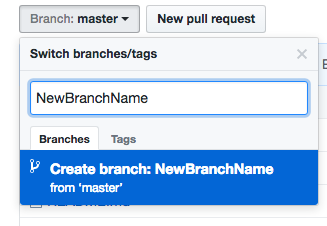 Branch: master
New pull request
Switch branches/tags
NewBranchName
Branches Tags
Create branch: NewBranchName
from ‘master’